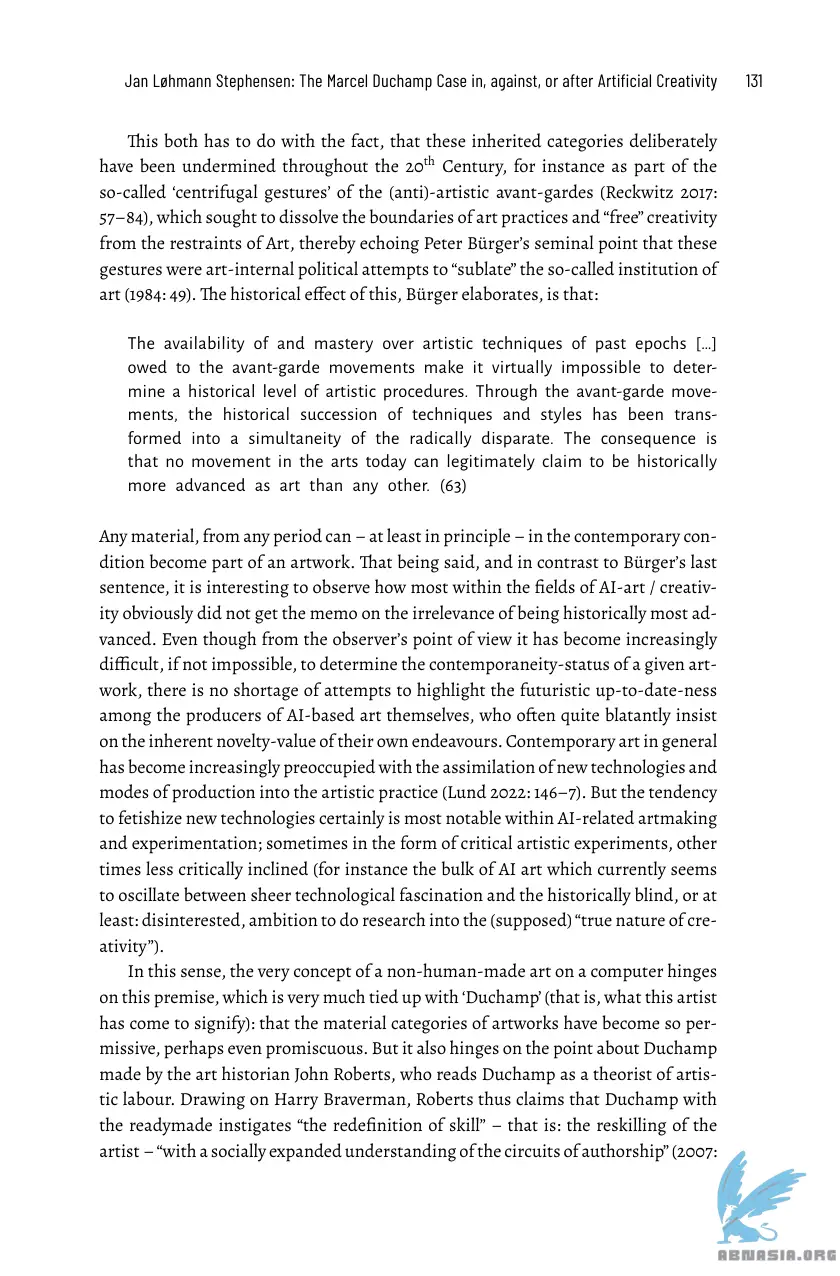 Jan Løhmann Stephensen: The Marcel Duchamp Case in, against, or after Artificial Creativity 131
This both has to do with the fact, that these inherited categories deliberately
have been undermined throughout the 20th Century, for instance as part of the
so-called ‘centrifugal gestures’ of the (anti)-artistic avant-gardes (Reckwitz 2017:
57–84), which sought to dissolve the boundaries of art practices and “free” creativity
from the restraints of Art, thereby echoing Peter Bürger’s seminal point that these
gestures were art-internal political attempts to “sublate” the so-called institution of
art (1984: 49). The historical effect of this, Bürger elaborates, is that:
The availability of and mastery over artistic techniques of past epochs […]
owed to the avant-garde movements make it virtually impossible to deter-
mine a historical level of artistic procedures. Through the avant-garde move-
ments, the historical succession of techniques and styles has been trans-
formed into a simultaneity of the radically disparate. The consequence is
that no movement in the arts today can legitimately claim to be historically
more advanced as art than any other. (63)
Any material, from any period can – at least in principle – in the contemporary con-
dition become part of an artwork. That being said, and in contrast to Bürger’s last
sentence, it is interesting to observe how most within the fields of AI-art / creativ-
ity obviously did not get the memo on the irrelevance of being historically most ad-
vanced. Even though from the observer’s point of view it has become increasingly
difficult, if not impossible, to determine the contemporaneity-status of a given art-
work, there is no shortage of attempts to highlight the futuristic up-to-date-ness
among the producers of AI-based art themselves, who often quite blatantly insist
on the inherent novelty-value of their own endeavours. Contemporary art in general
has become increasingly preoccupied with the assimilation of new technologies and
modes of production into the artistic practice (Lund 2022: 146–7). But the tendency
to fetishize new technologies certainly is most notable within AI-related artmaking
and experimentation; sometimes in the form of critical artistic experiments, other
times less critically inclined (for instance the bulk of AI art which currently seems
to oscillate between sheer technological fascination and the historically blind, or at
least: disinterested, ambition to do research into the (supposed) “true nature of cre-
ativity”).
In this sense, the very concept of a non-human-made art on a computer hinges
on this premise, which is very much tied up with ‘Duchamp’ (that is, what this artist
has come to signify): that the material categories of artworks have become so per-
missive, perhaps even promiscuous. But it also hinges on the point about Duchamp
made by the art historian John Roberts, who reads Duchamp as a theorist of artis-
tic labour. Drawing on Harry Braverman, Roberts thus claims that Duchamp with
the readymade instigates “the redefinition of skill” – that is: the reskilling of the
artist – “with a socially expanded understanding of the circuits of authorship” (2007:
ABNASIA.ORG